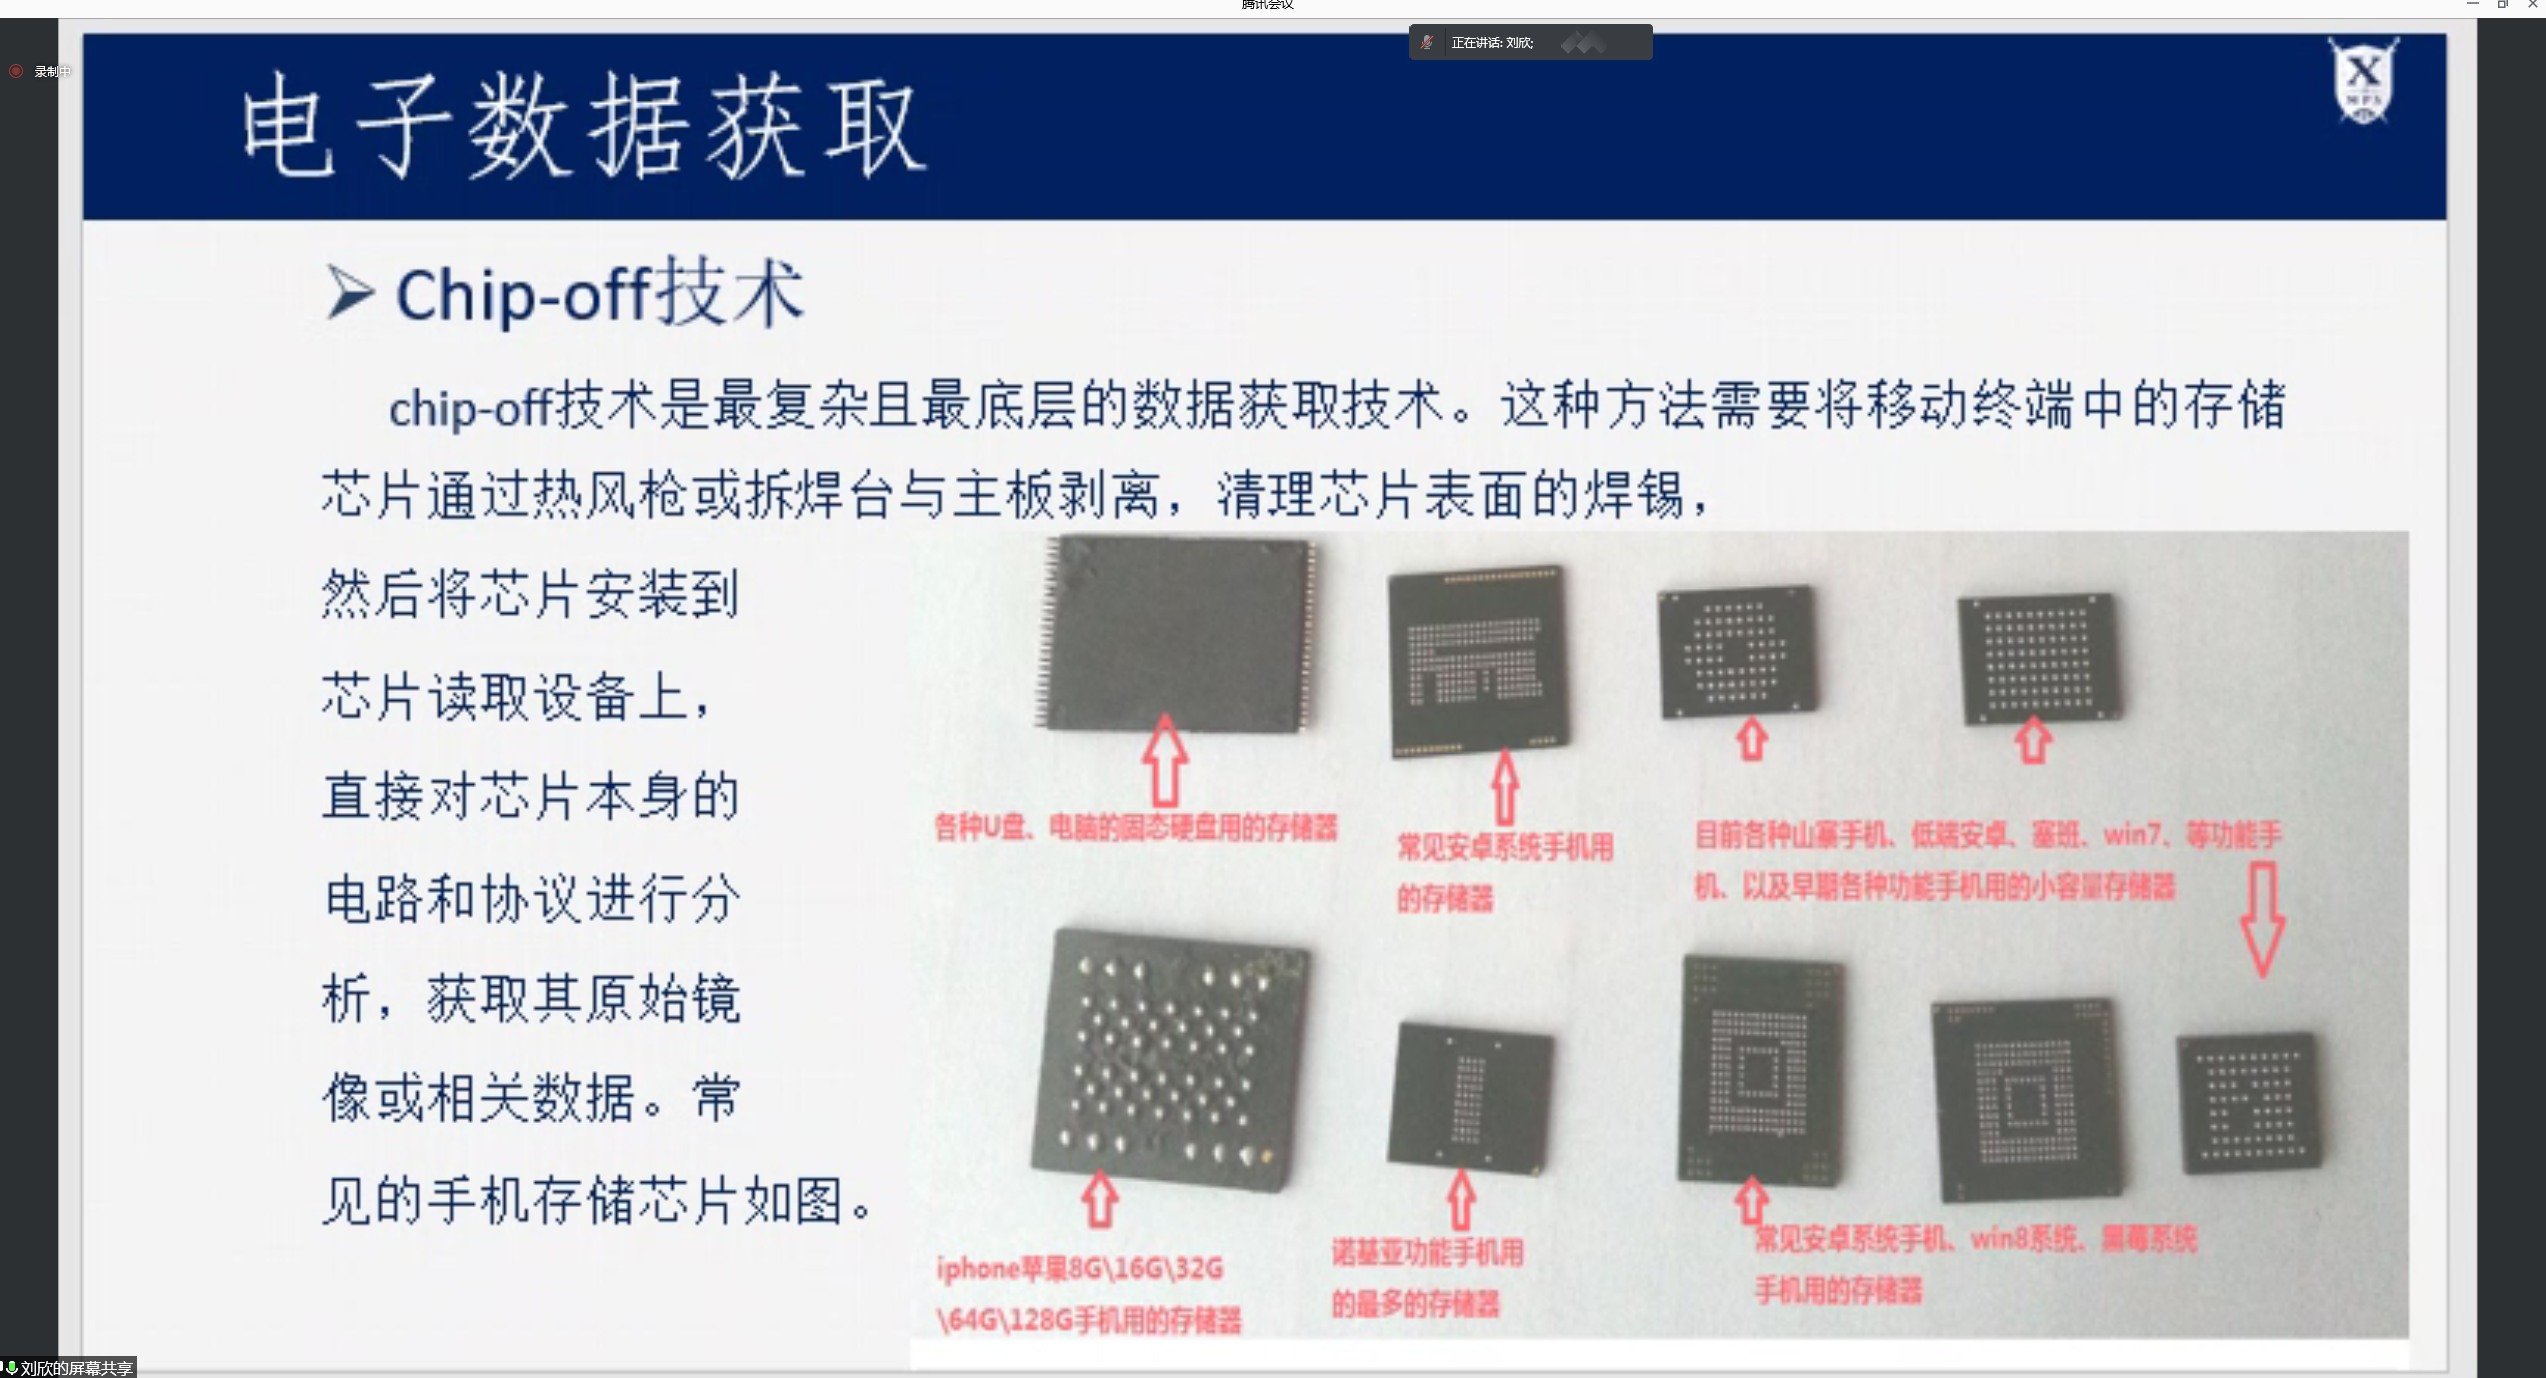 腾讯会议
正在讲话: 刘欣;
录制中
电子数据获取
X
MPS
Chip-off技术
chip-off技术是最复杂且最底层的数据获取技术。这种方法需要将移动终端中的存储
芯片通过热风枪或拆焊台与主板剥离，清理芯片表面的焊锡，
然后将芯片安装到
芯片读取设备上，
直接对芯片本身的
电路和协议进行分
析，获取其原始镜
像或相关数据。常
见的手机存储芯片如图。
各种U盘、电脑的固态硬盘用的存储器
常见安卓系统手机用
的存储器
目前各种山寨手机、低端安卓、塞班、win7、等功能手
机、以及早期各种功能手机用的小容量存储器
iphone苹果8G\16G\32G
\64G\128G手机用的存储器
诺基亚功能手机用
的最多的存储器
常见安卓系统手机、win8系统、黑莓系统
手机用的存储器
刘欣的屏幕共享